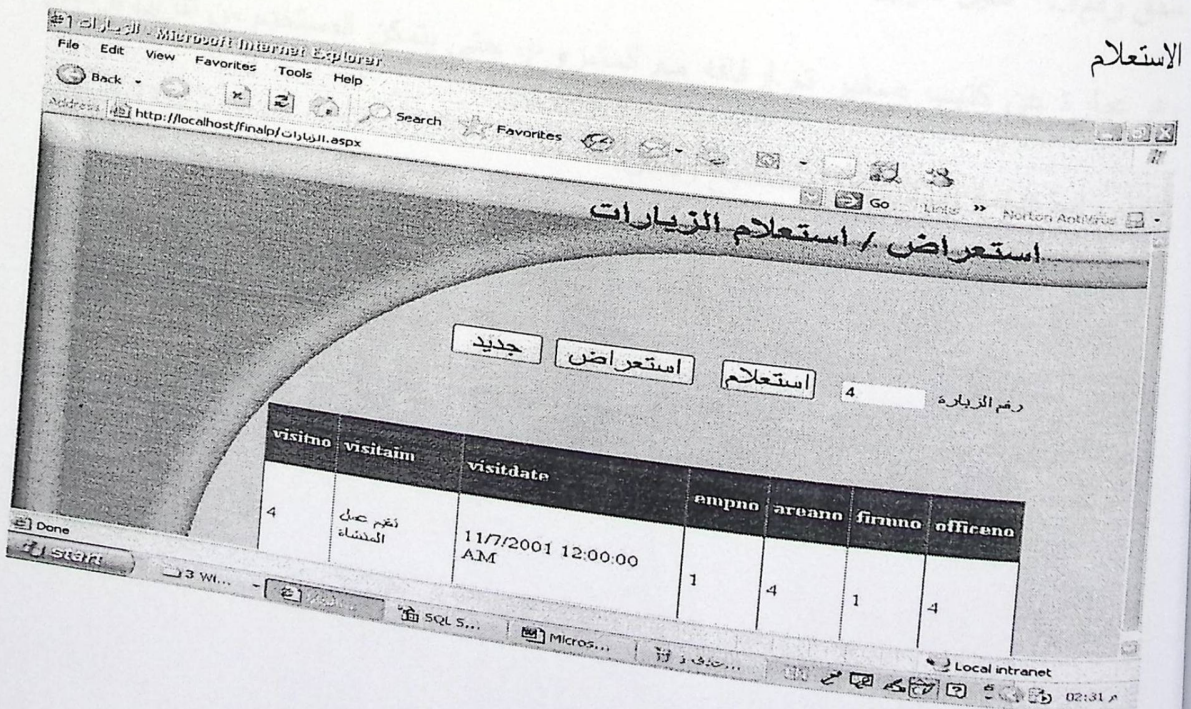 الاستعلام
الزيارات - Microsoft Internet Explorer
File Edit View Favorites Tools Help
Back Search Favorites
Address http://localhost/finalp/الزيارات.aspx Go Links » Norton AntiVirus
استعراض / استعلام الزيارات
رقم الزيارة 4 استعلام استعراض جديد
visitno visitaim visitdate empno areano firmno officeno
4 تقيم عمل المنشاة 11/7/2001 12:00:00 AM 1 4 1 4
Done Local intranet
start 3 Wi... SQL S... Micros... 02:31 م